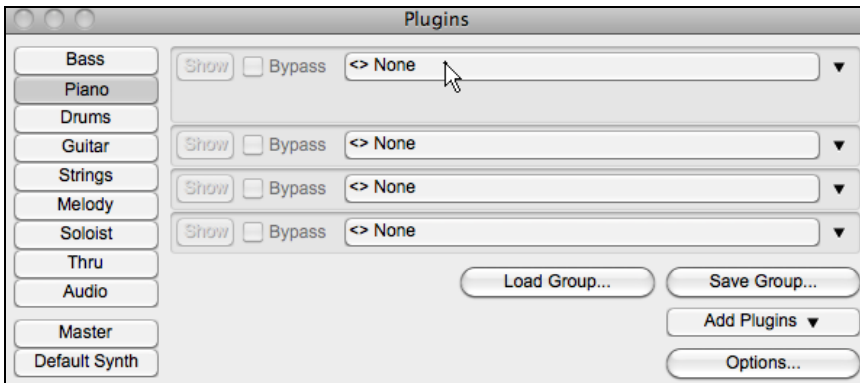 Plugins
Bass
Piano
Drums
Guitar
Strings
Melody
Soloist
Thru
Audio
Master
Default Synth
Show Bypass <> None
Show Bypass <> None
Show Bypass <> None
Show Bypass <> None
Load Group... Save Group...
Add Plugins
Options...